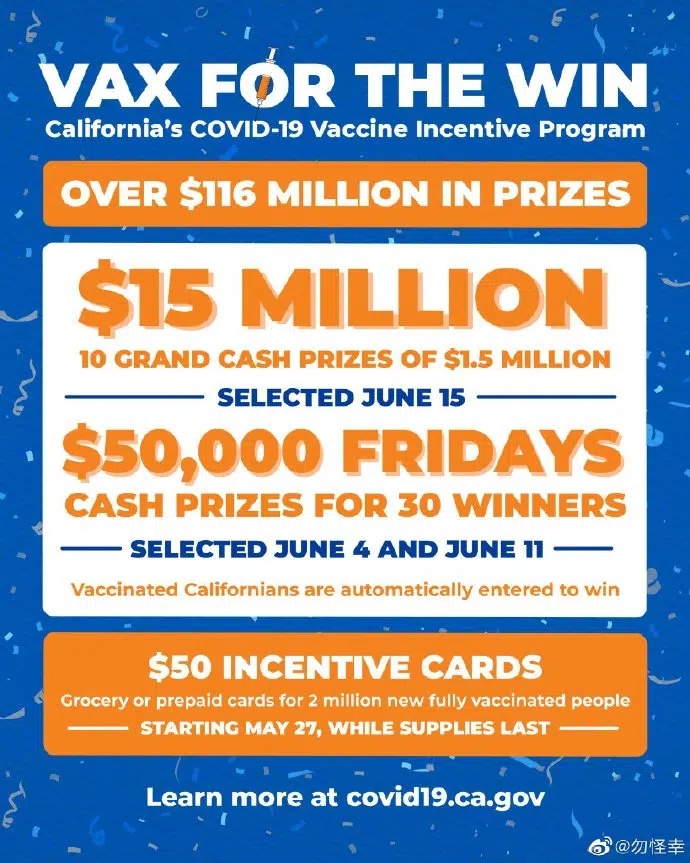 VAX FOR THE WIN
California's COVID-19 Vaccine Incentive Program
OVER $116 MILLION IN PRIZES
$15 MILLION
10 GRAND CASH PRIZES OF $1.5 MILLION
SELECTED JUNE 15
$50,000 FRIDAYS
CASH PRIZES FOR 30 WINNERS
SELECTED JUNE 4 AND JUNE 11
Vaccinated Californians are automatically entered to win
$50 INCENTIVE CARDS
Grocery or prepaid cards for 2 million new fully vaccinated people
STARTING MAY 27, WHILE SUPPLIES LAST
Learn more at covid19.ca.gov
@勿怪幸